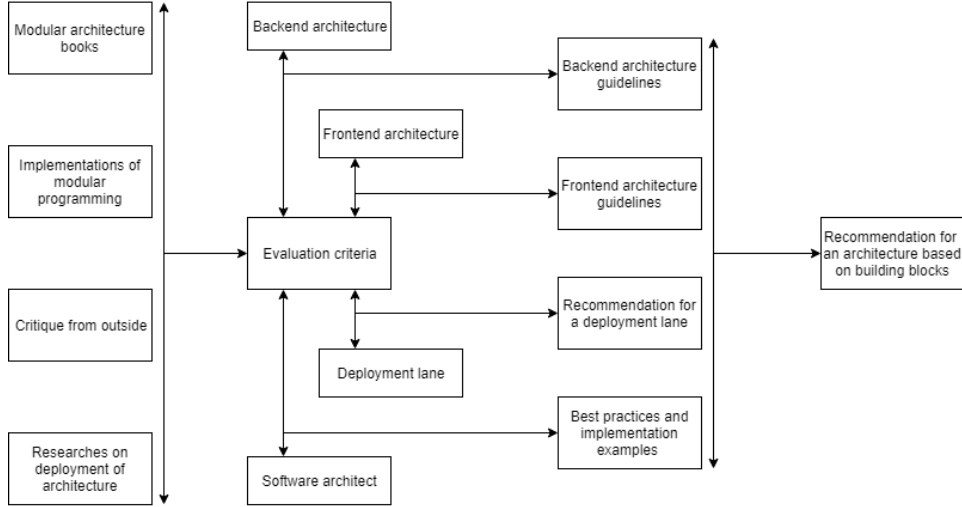 Modular architecture
books
Implementations of
modular
programming
Critique from outside
Researches on
deployment of
architecture
Backend architecture
Frontend architecture
Evaluation criteria
Deployment lane
Software architect
Backend architecture
guidelines
Frontend architecture
guidelines
Recommendation for
a deployment lane
Best practices and
implementation
examples
Recommendation for
an architecture based
on building blocks